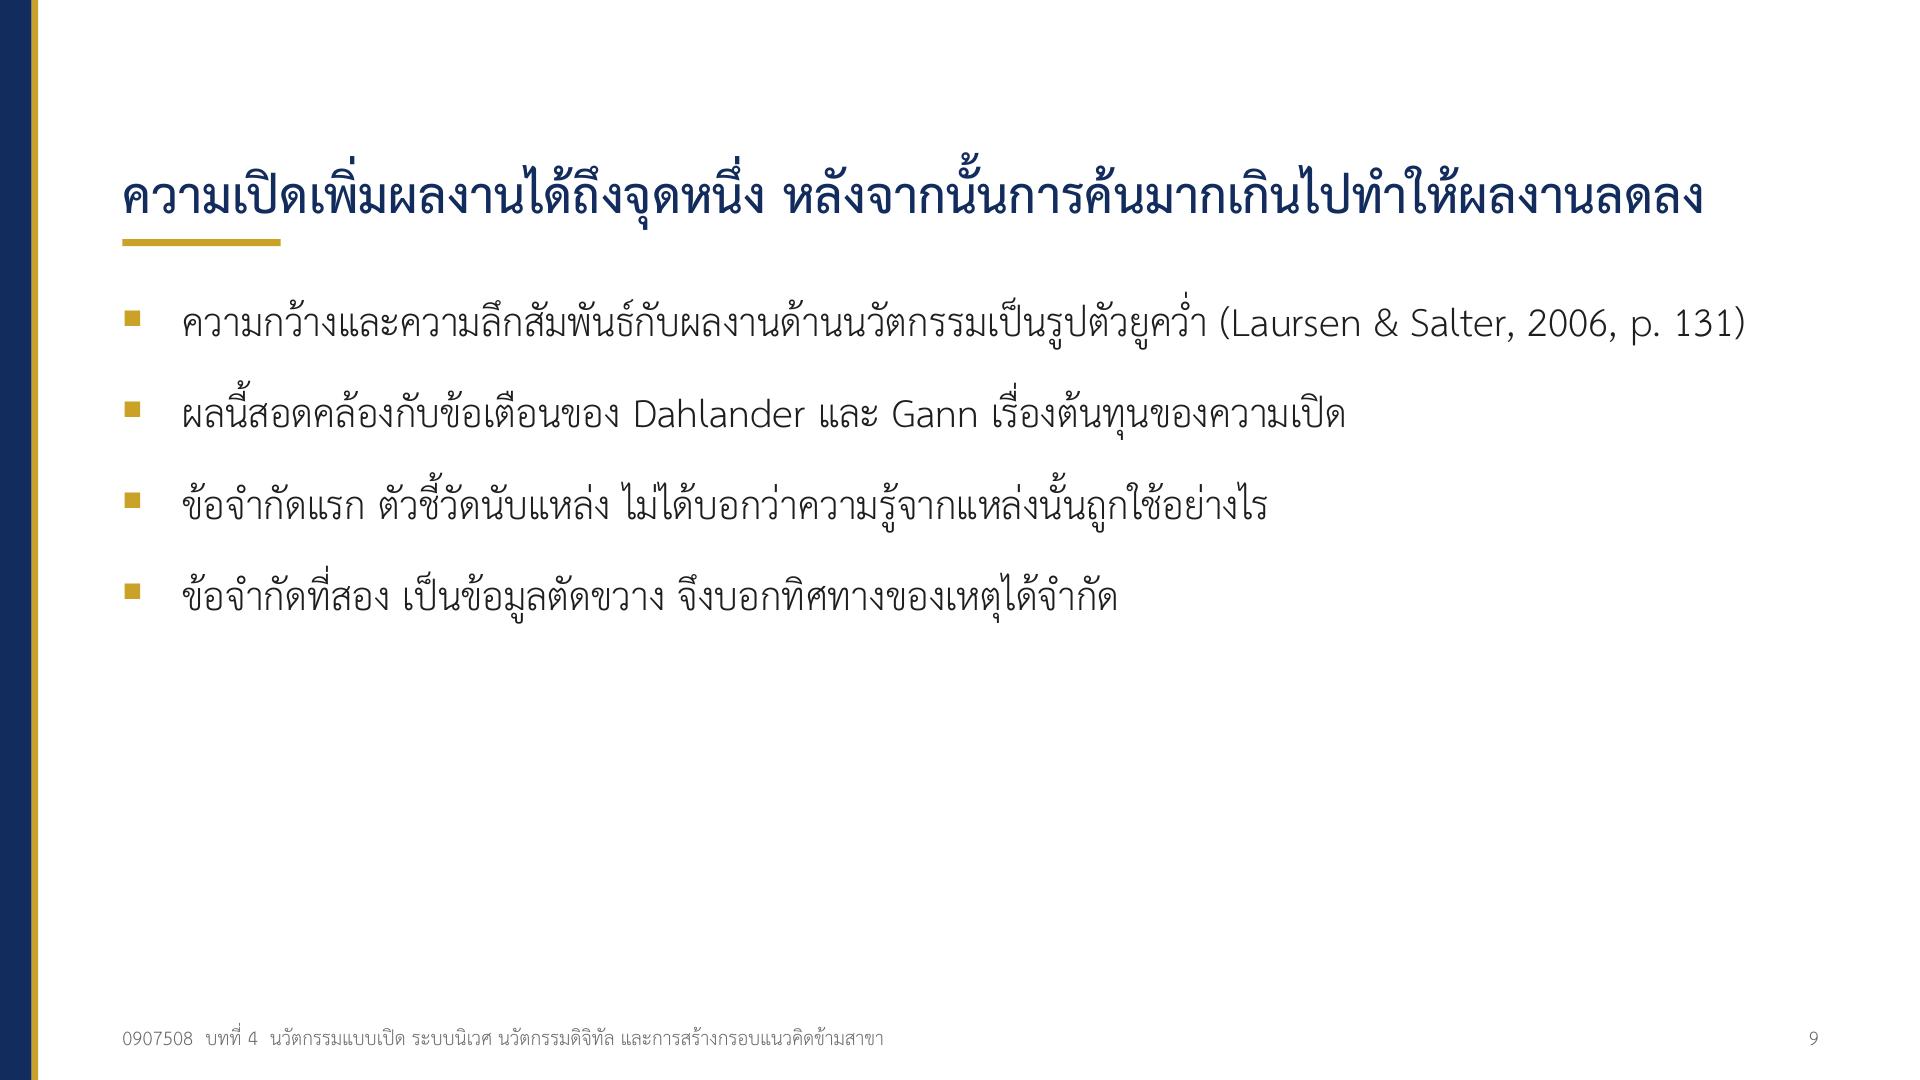 ความเปิดเพิ่มผลงานได้ถึงจุดหนึ่ง หลังจากนั้นการค้นมากเกินไปทำให้ผลงานลดลง
▪ ความกว้างและความลึกสัมพันธ์กับผลงานด้านนวัตกรรมเป็นรูปตัวยูคว่ำ (Laursen & Salter, 2006, p. 131)
▪ ผลนี้สอดคล้องกับข้อเตือนของ Dahlander และ Gann เรื่องต้นทุนของความเปิด
▪ ข้อจำกัดแรก ตัวชี้วัดนับแหล่ง ไม่ได้บอกว่าความรู้จากแหล่งนั้นถูกใช้อย่างไร
▪ ข้อจำกัดที่สอง เป็นข้อมูลตัดขวาง จึงบอกทิศทางของเหตุได้จำกัด
0907508 บทที่ 4 นวัตกรรมแบบเปิด ระบบนิเวศ นวัตกรรมดิจิทัล และการสร้างกรอบแนวคิดข้ามสาขา
9